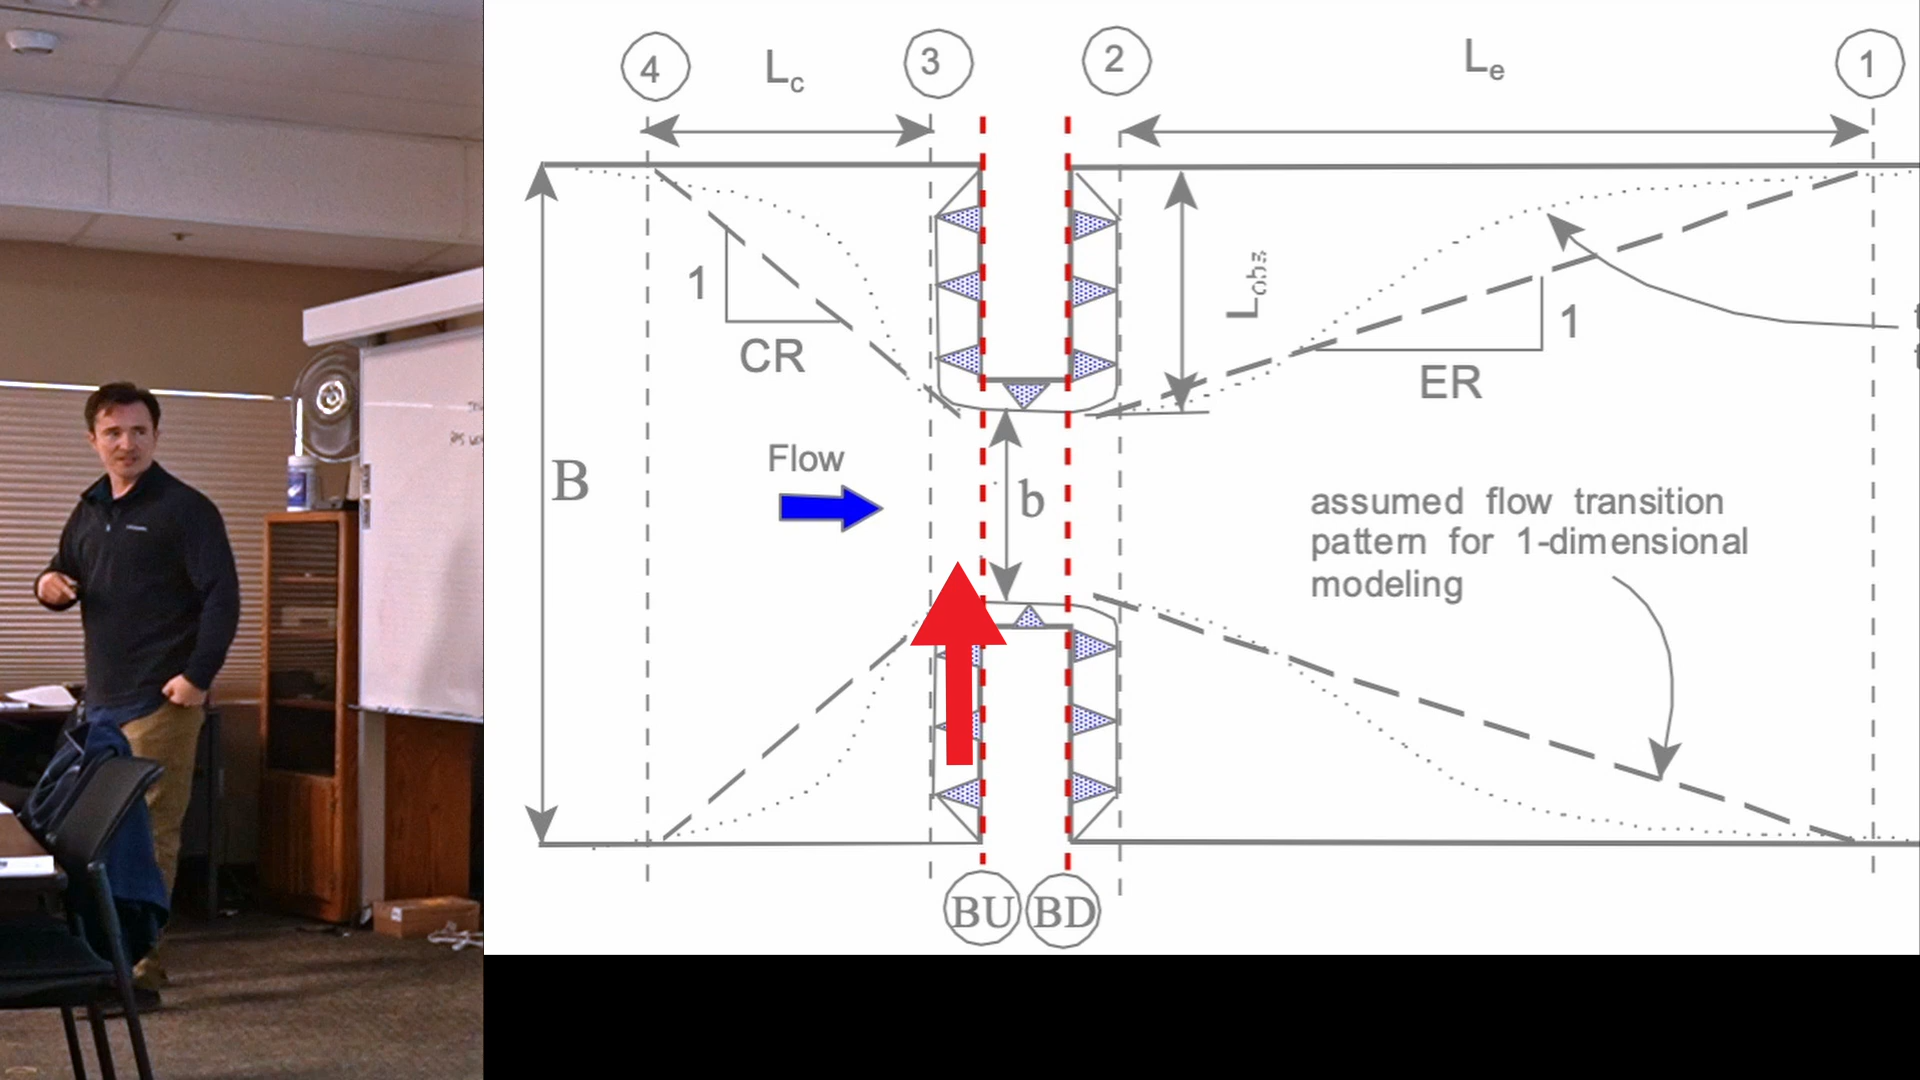 4
Lc
3
2
Le
1
1
CR
Lobs
1
ER
Flow
B
b
assumed flow transition
pattern for 1-dimensional
modeling
BU
BD